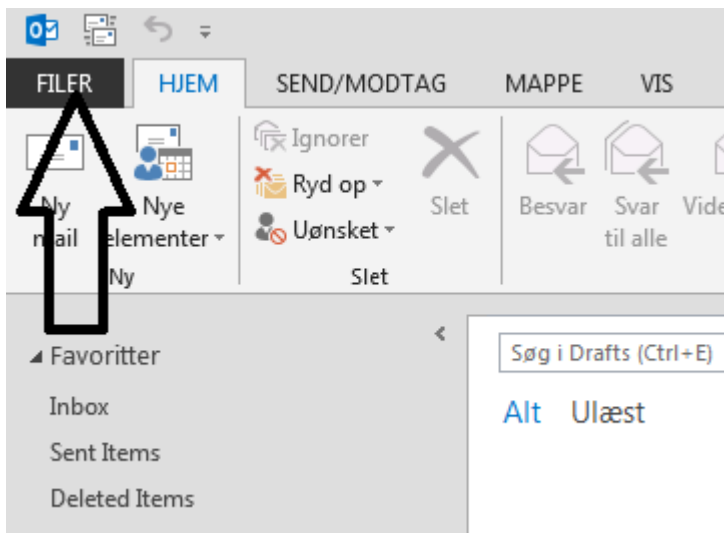 FILER HJEM SEND/MODTAG MAPPE VIS
Ignorer
Ryd op
Uønsket
Ny mail
Nye elementer
Slet
Besvar
Svar til alle
Ny
Slet
Favoritter
Inbox
Sent Items
Deleted Items
Søg i Drafts (Ctrl+E)
Alt Ulæst